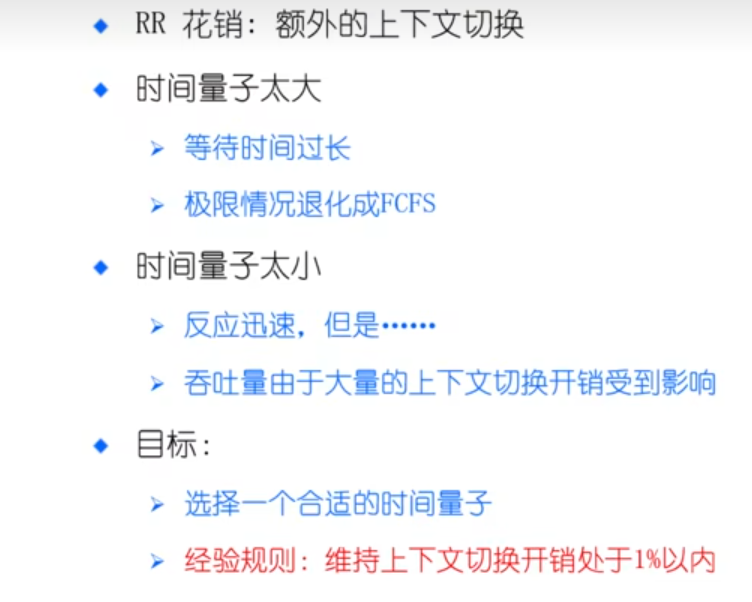 RR 花销：额外的上下文切换
时间量子太大
等待时间过长
极限情况退化成FCFS
时间量子太小
反应迅速，但是……
吞吐量由于大量的上下文切换开销受到影响
目标：
选择一个合适的时间量子
经验规则：维持上下文切换开销处于1%以内